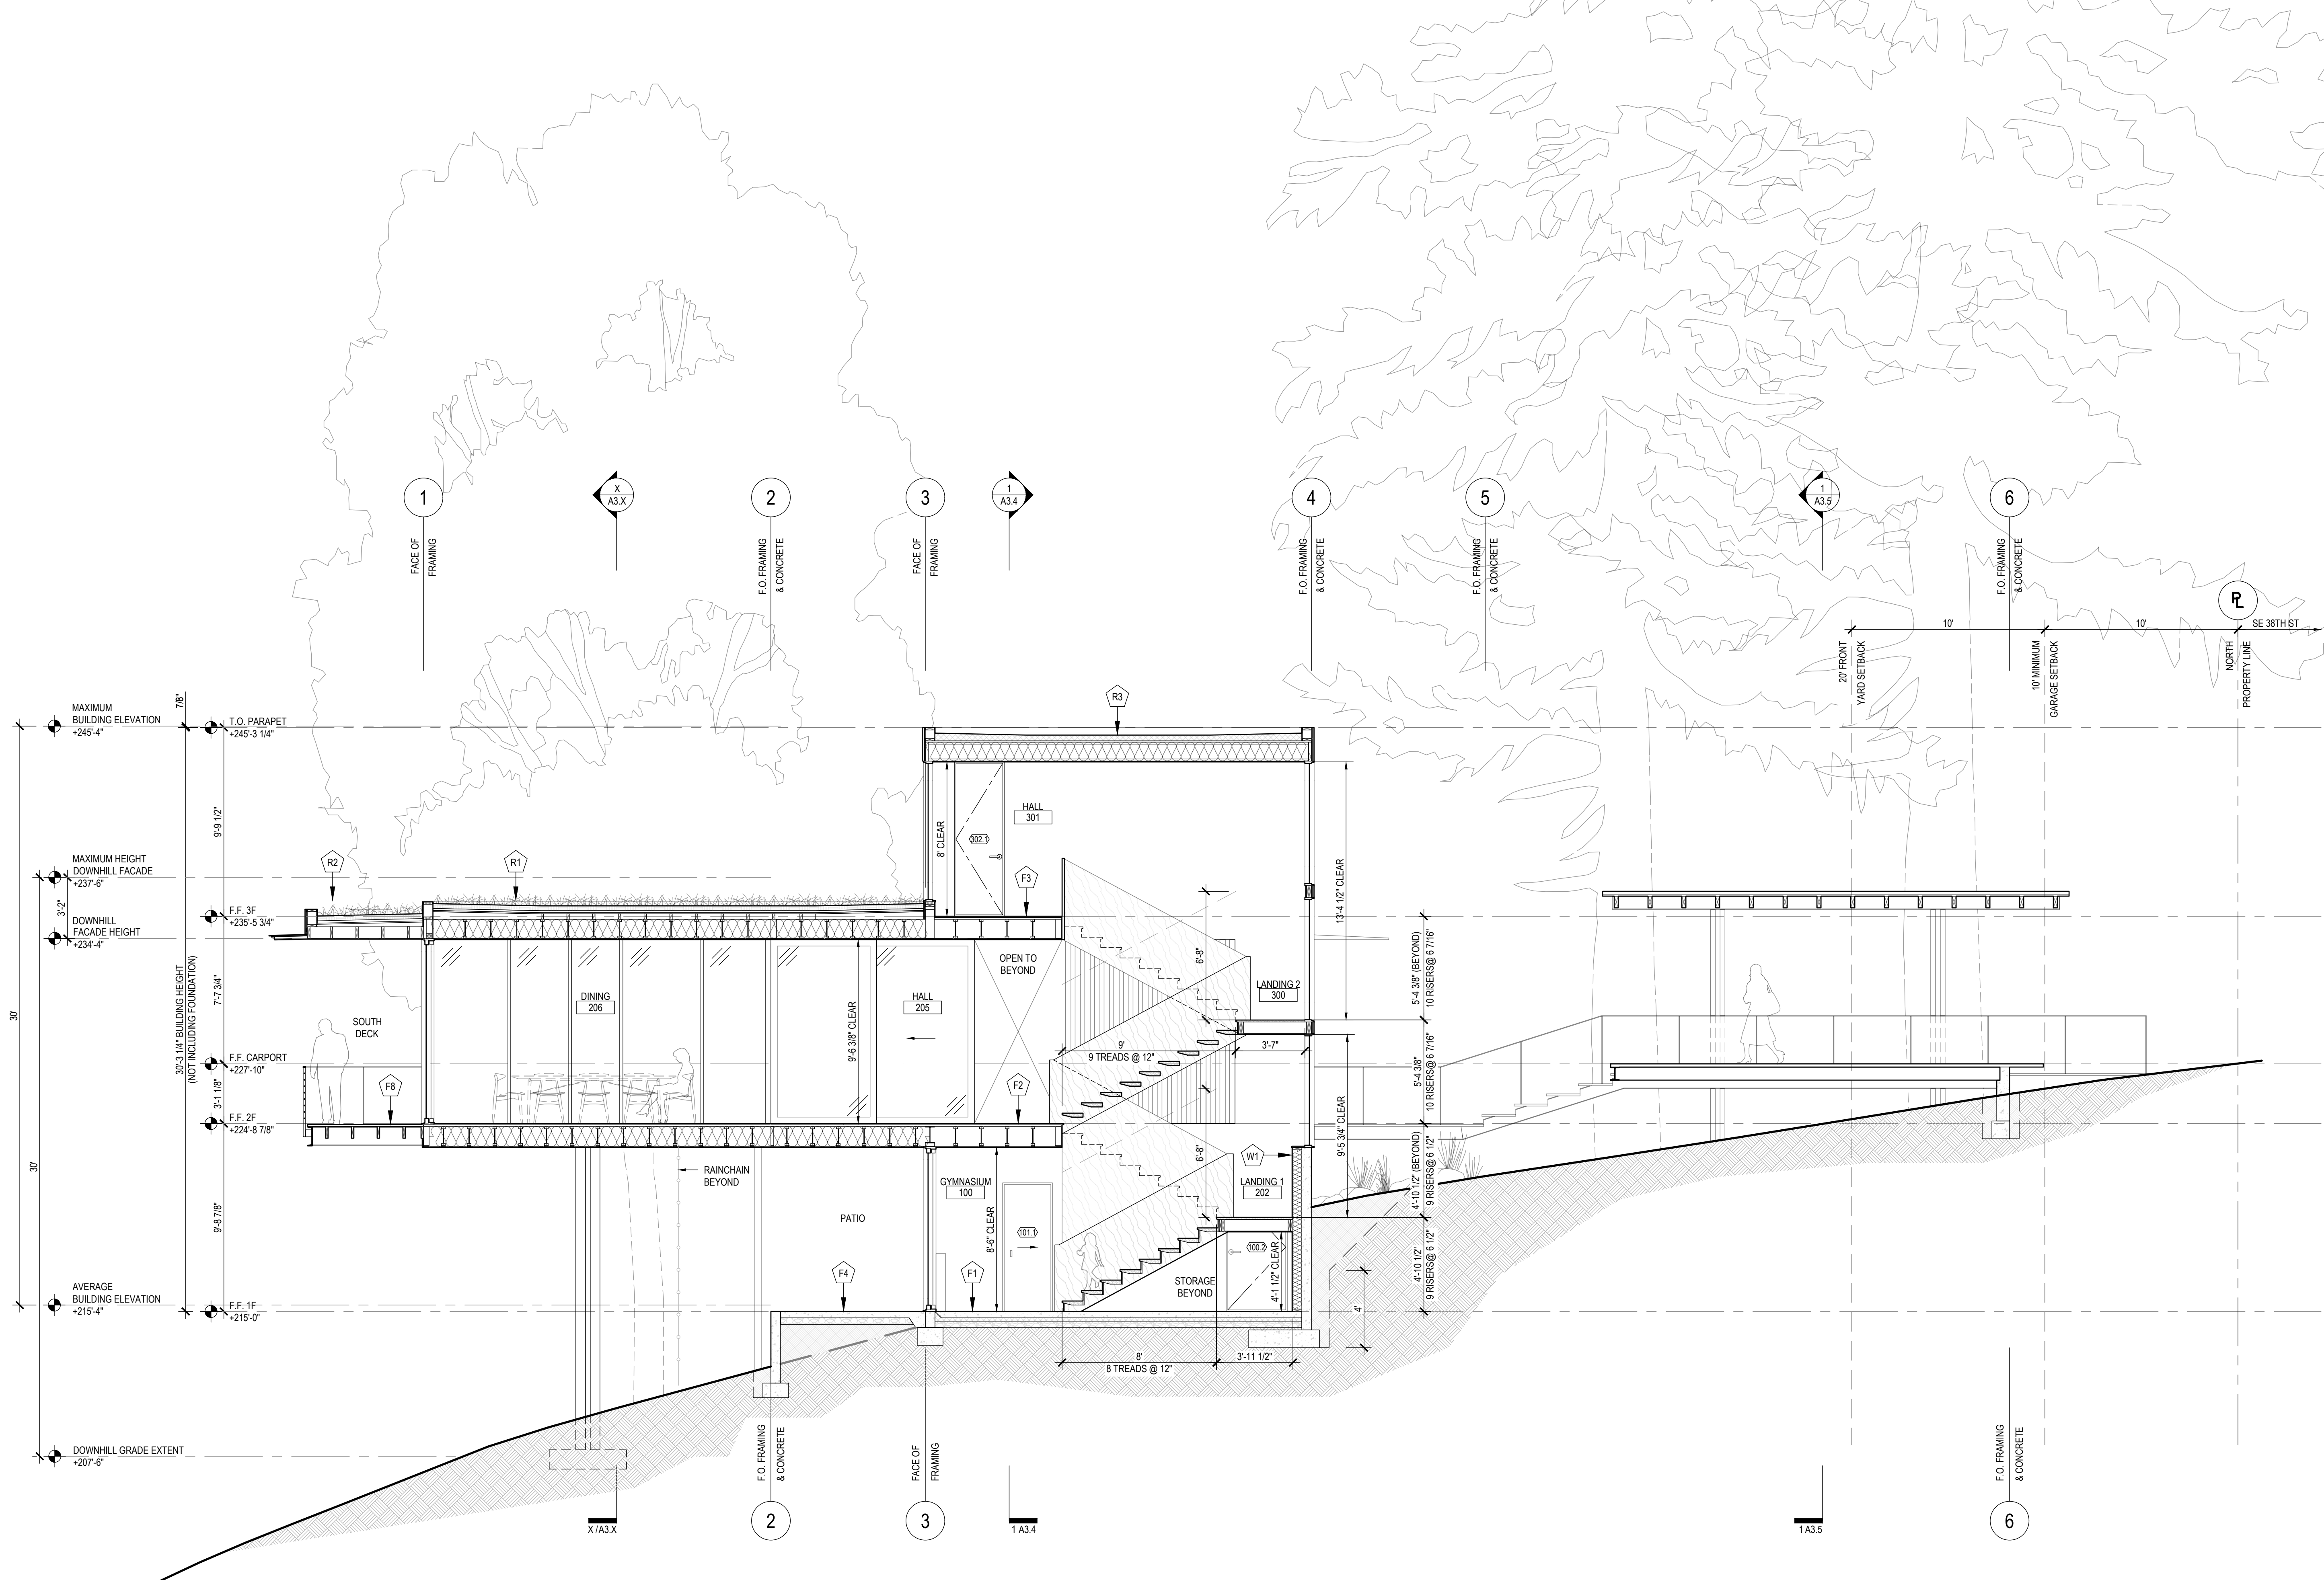 1
X
A3.X
2
3
1
A3.4
4
5
1
A3.5
6
FACE OF
FRAMING
F.O. FRAMING
& CONCRETE
FACE OF
FRAMING
F.O. FRAMING
& CONCRETE
F.O. FRAMING
& CONCRETE
F.O. FRAMING
& CONCRETE
PL
10'
10'
SE 38TH ST
20' FRONT
YARD SETBACK
10' MINIMUM
GARAGE SETBACK
NORTH
PROPERTY LINE
MAXIMUM
BUILDING ELEVATION
+245'-4"
7/8"
T.O. PARAPET
+245'-3 1/4"
R3
9'-9 1/2"
HALL
301
302.1
8' CLEAR
13'-4 1/2" CLEAR
MAXIMUM HEIGHT
DOWNHILL FACADE
+237'-6"
3'-2"
R2
R1
F3
F.F. 3F
+235'-5 3/4"
DOWNHILL
FACADE HEIGHT
+234'-4"
30'
30'
30'-3 1/4" BUILDING HEIGHT
(NOT INCLUDING FOUNDATION)
7'-7 3/4"
SOUTH
DECK
DINING
206
HALL
205
9'-6 3/8" CLEAR
OPEN TO
BEYOND
6'-8"
LANDING 2
300
5'-4 3/8" (BEYOND)
10 RISERS@ 6 7/16"
9'
9 TREADS @ 12"
3'-7"
5'-4 3/8"
10 RISERS@ 6 7/16"
F.F. CARPORT
+227'-10"
3'-1 1/8"
F8
F2
F.F. 2F
+224'-8 7/8"
9'-5 3/4" CLEAR
RAINCHAIN
BEYOND
GYMNASIUM
100
W1
6'-8"
LANDING 1
202
4'-10 1/2" (BEYOND)
9 RISERS@ 6 1/2"
9'-8 7/8"
PATIO
8'-6" CLEAR
101.1
100.2
4'-1 1/2" CLEAR
STORAGE
BEYOND
4'-10 1/2"
9 RISERS@ 6 1/2"
F4
F1
AVERAGE
BUILDING ELEVATION
+215'-4"
F.F. 1F
+215'-0"
4'
8'
8 TREADS @ 12"
3'-11 1/2"
DOWNHILL GRADE EXTENT
+207'-6"
F.O. FRAMING
& CONCRETE
FACE OF
FRAMING
F.O. FRAMING
& CONCRETE
X /A3.X
2
3
1 A3.4
1 A3.5
6